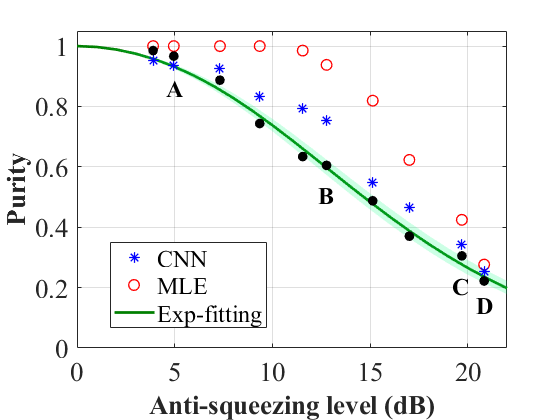 1
0.8
0.6
0.4
0.2
0
Purity
A
B
C
D
CNN
MLE
Exp-fitting
0 5 10 15 20
Anti-squeezing level (dB)